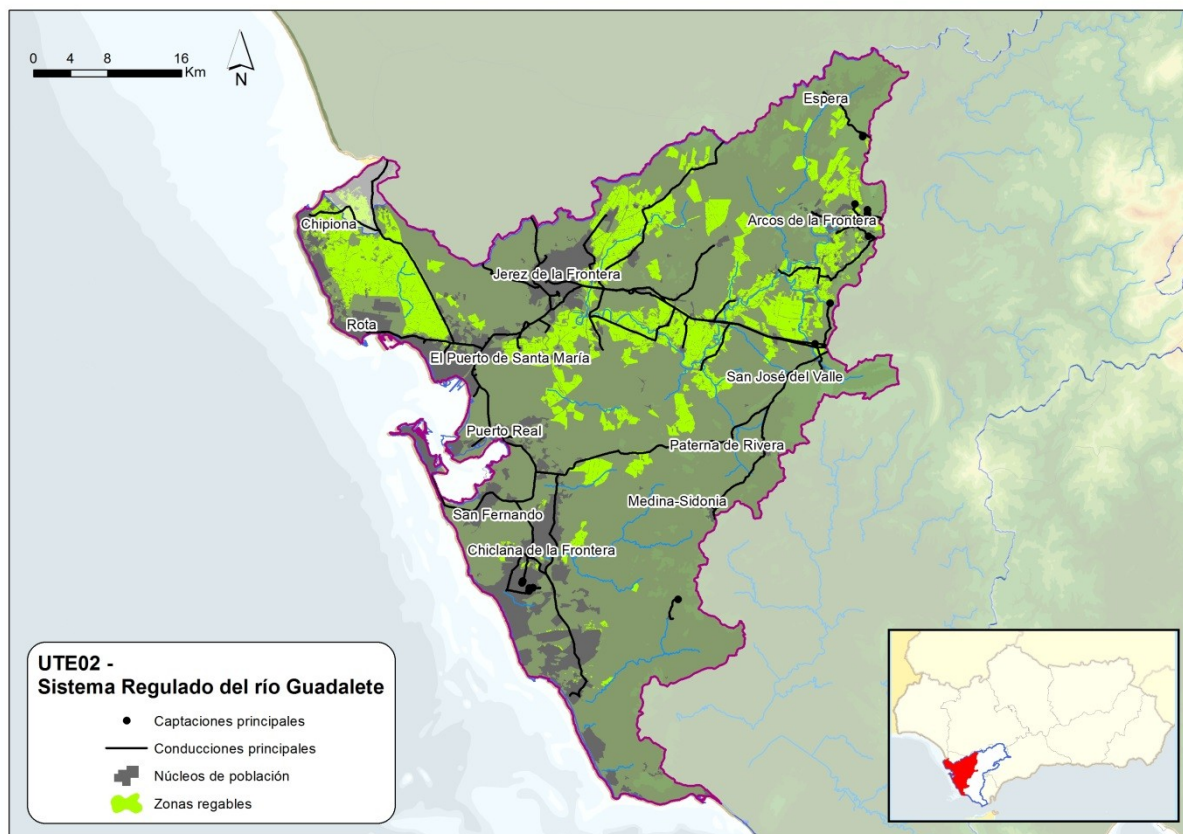 0 4 8 16
Km
N
Espera
Arcos de la Frontera
Chipiona
Jerez de la Frontera
Rota
El Puerto de Santa María
San José del Valle
Puerto Real
Paterna de Rivera
Medina-Sidonia
San Fernando
Chiclana de la Frontera
UTE02 -
Sistema Regulado del río Guadalete
Captaciones principales
Conducciones principales
Núcleos de población
Zonas regables